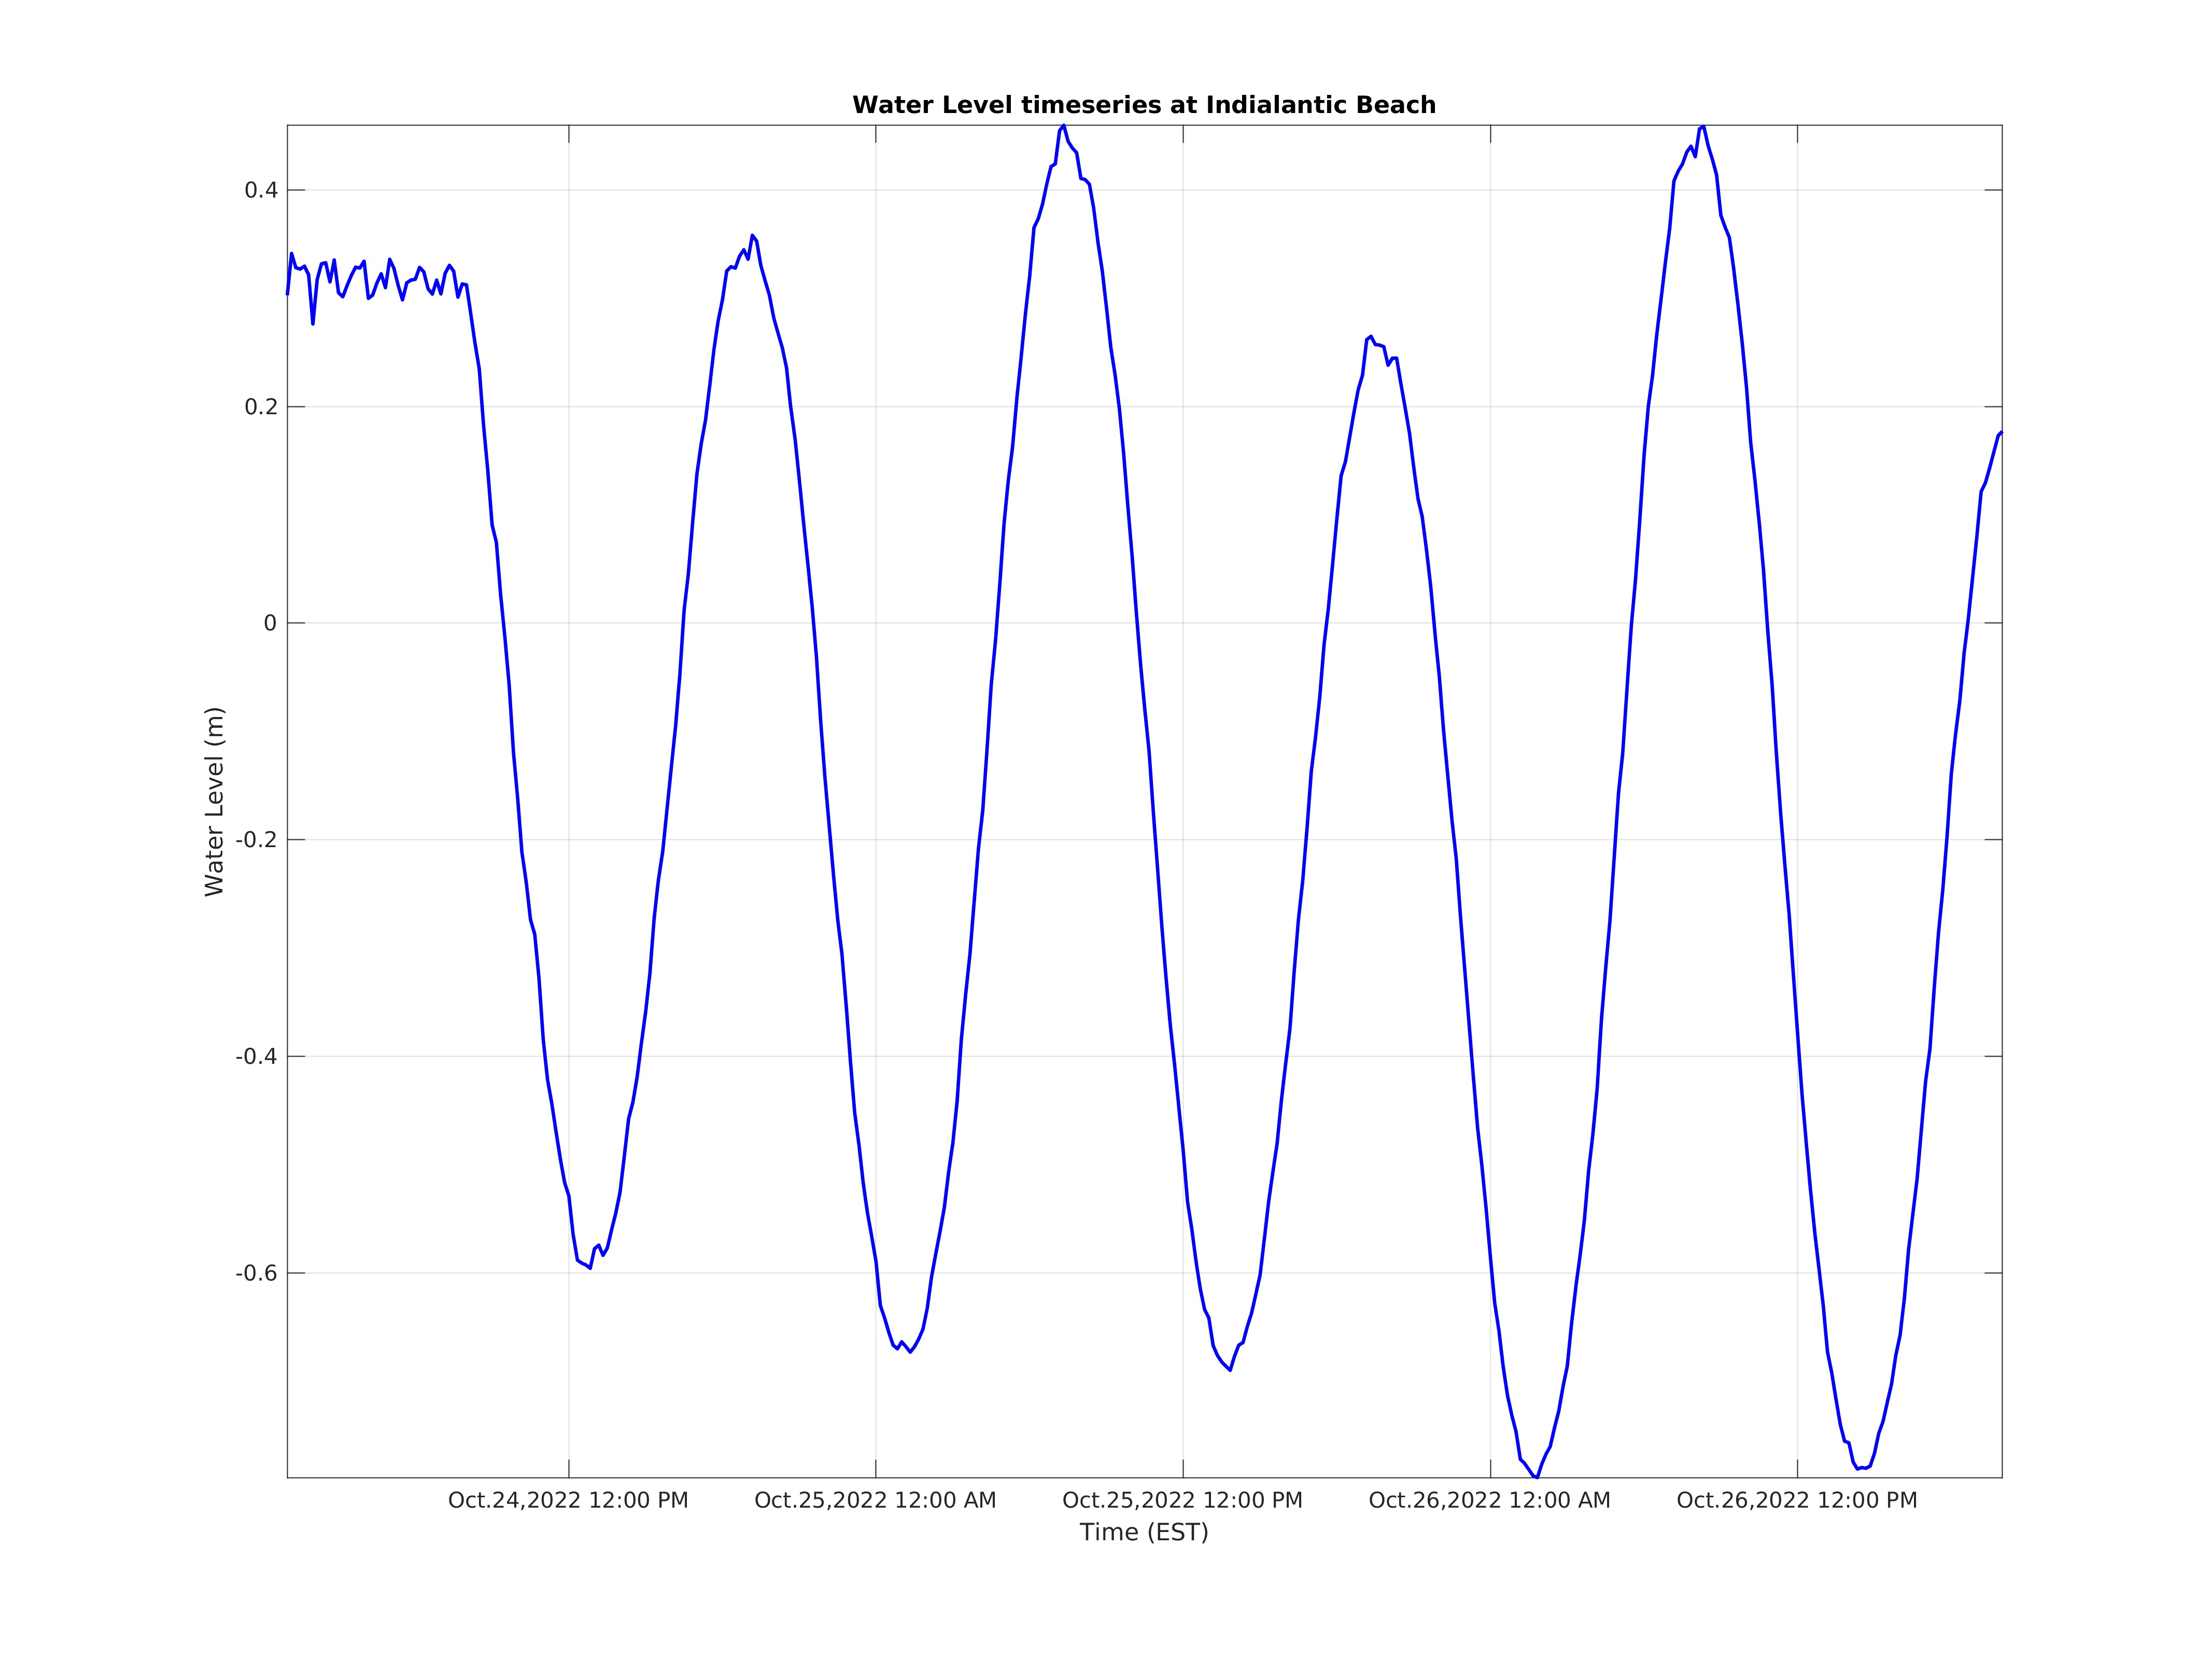 Water Level timeseries at Indialantic Beach
0.4
0.2
0
-0.2
-0.4
-0.6
Water Level (m)
Oct.24,2022 12:00 PM Oct.25,2022 12:00 AM Oct.25,2022 12:00 PM Oct.26,2022 12:00 AM Oct.26,2022 12:00 PM
Time (EST)